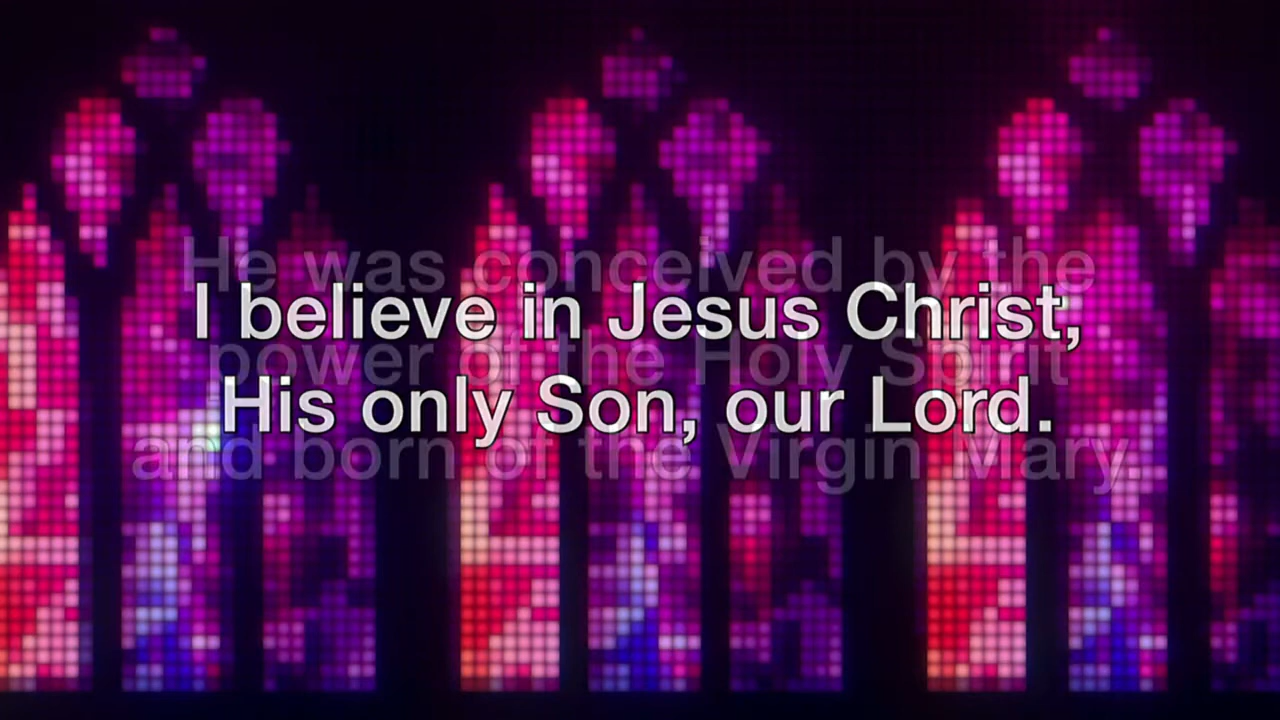 I believe in Jesus Christ,
His only Son, our Lord.
He was conceived by the
power of the Holy Spirit
and born of the Virgin Mary.